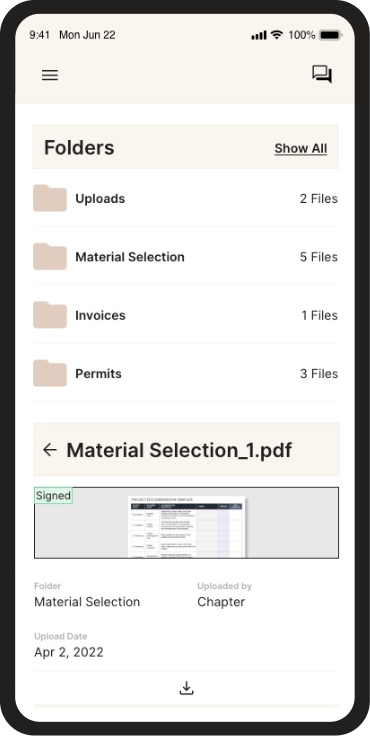 9:41 Mon Jun 22 100%
Folders Show All
Uploads 2 Files
Material Selection 5 Files
Invoices 1 Files
Permits 3 Files
Material Selection_1.pdf
Signed
PROJECT DOCUMENTATION TEMPLATE
Folder Uploaded by
Material Selection Chapter
Upload Date
Apr 2, 2022